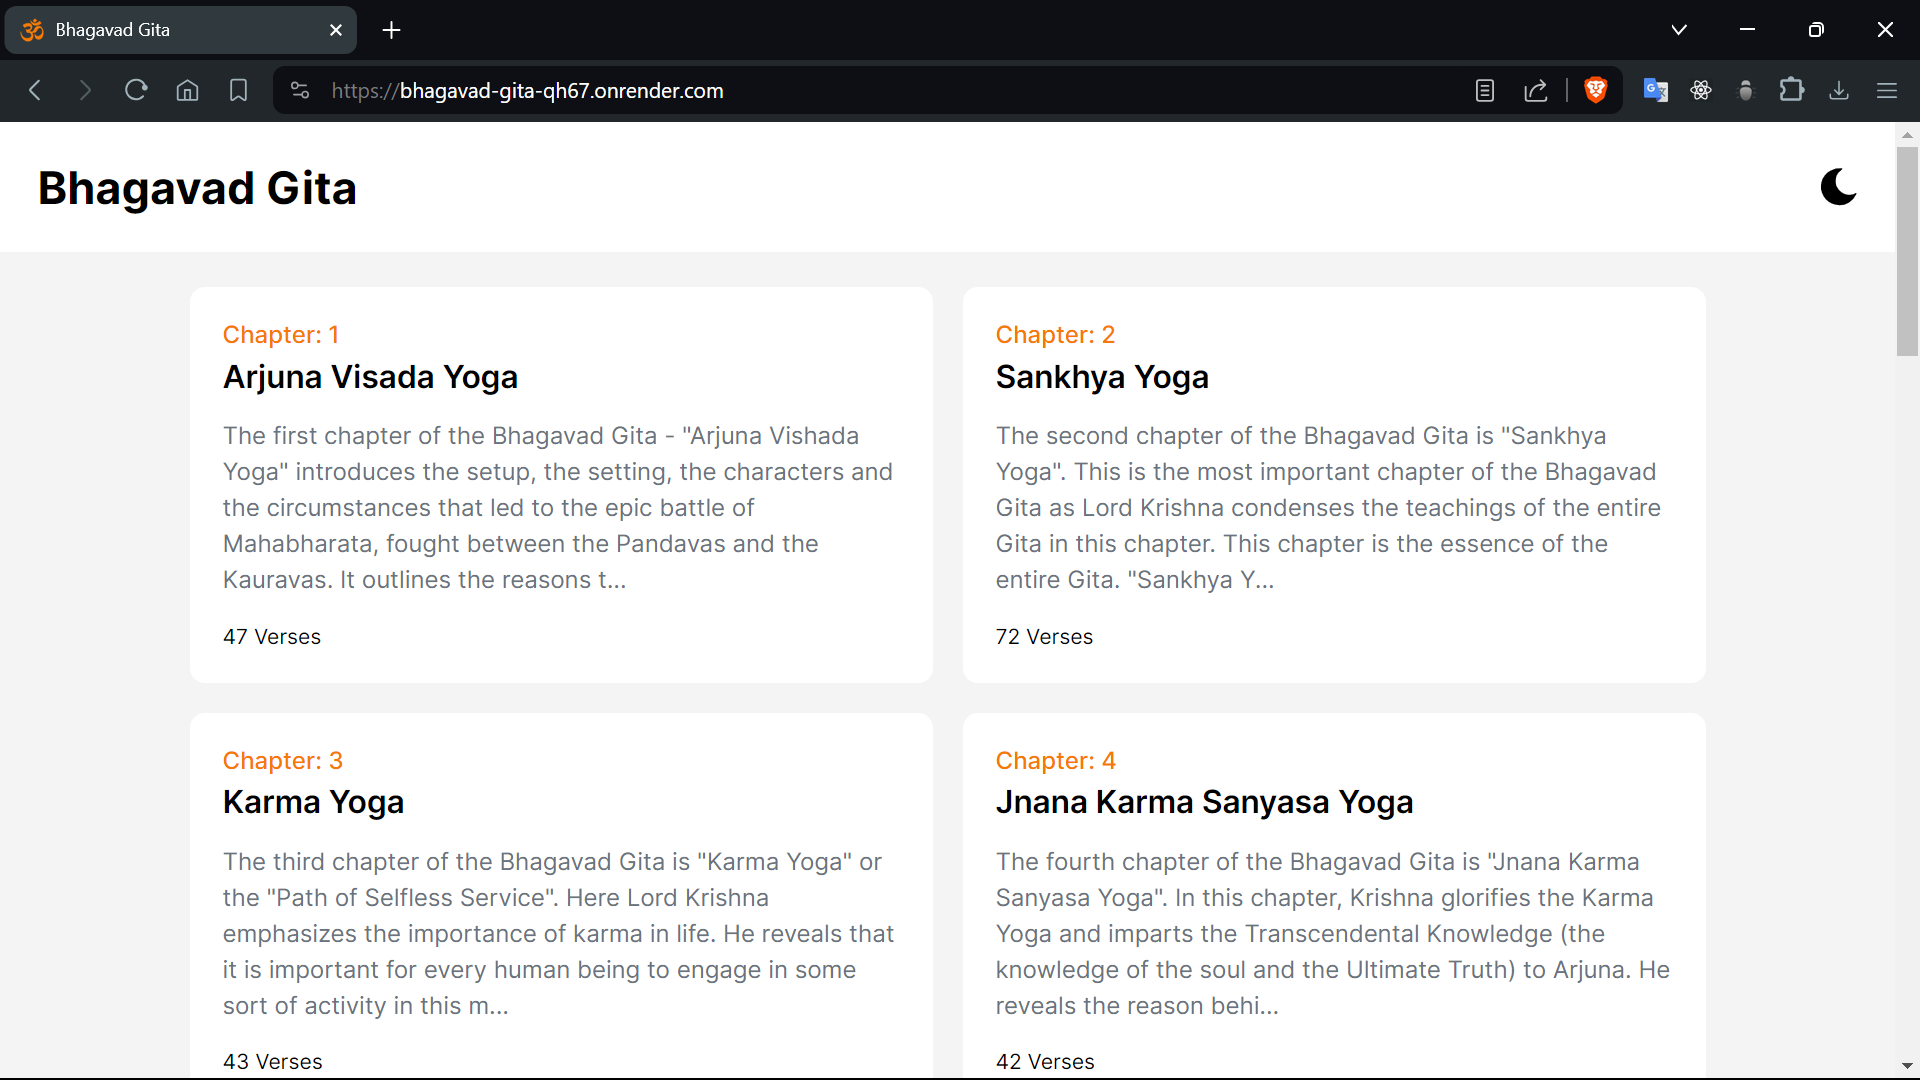 Bhagavad Gita
https://bhagavad-gita-qh67.onrender.com
Bhagavad Gita
Chapter: 1
Arjuna Visada Yoga
The first chapter of the Bhagavad Gita - "Arjuna Vishada
Yoga" introduces the setup, the setting, the characters and
the circumstances that led to the epic battle of
Mahabharata, fought between the Pandavas and the
Kauravas. It outlines the reasons t...
47 Verses
Chapter: 2
Sankhya Yoga
The second chapter of the Bhagavad Gita is "Sankhya
Yoga". This is the most important chapter of the Bhagavad
Gita as Lord Krishna condenses the teachings of the entire
Gita in this chapter. This chapter is the essence of the
entire Gita. "Sankhya Y...
72 Verses
Chapter: 3
Karma Yoga
The third chapter of the Bhagavad Gita is "Karma Yoga" or
the "Path of Selfless Service". Here Lord Krishna
emphasizes the importance of karma in life. He reveals that
it is important for every human being to engage in some
sort of activity in this m...
43 Verses
Chapter: 4
Jnana Karma Sanyasa Yoga
The fourth chapter of the Bhagavad Gita is "Jnana Karma
Sanyasa Yoga". In this chapter, Krishna glorifies the Karma
Yoga and imparts the Transcendental Knowledge (the
knowledge of the soul and the Ultimate Truth) to Arjuna. He
reveals the reason behi...
42 Verses